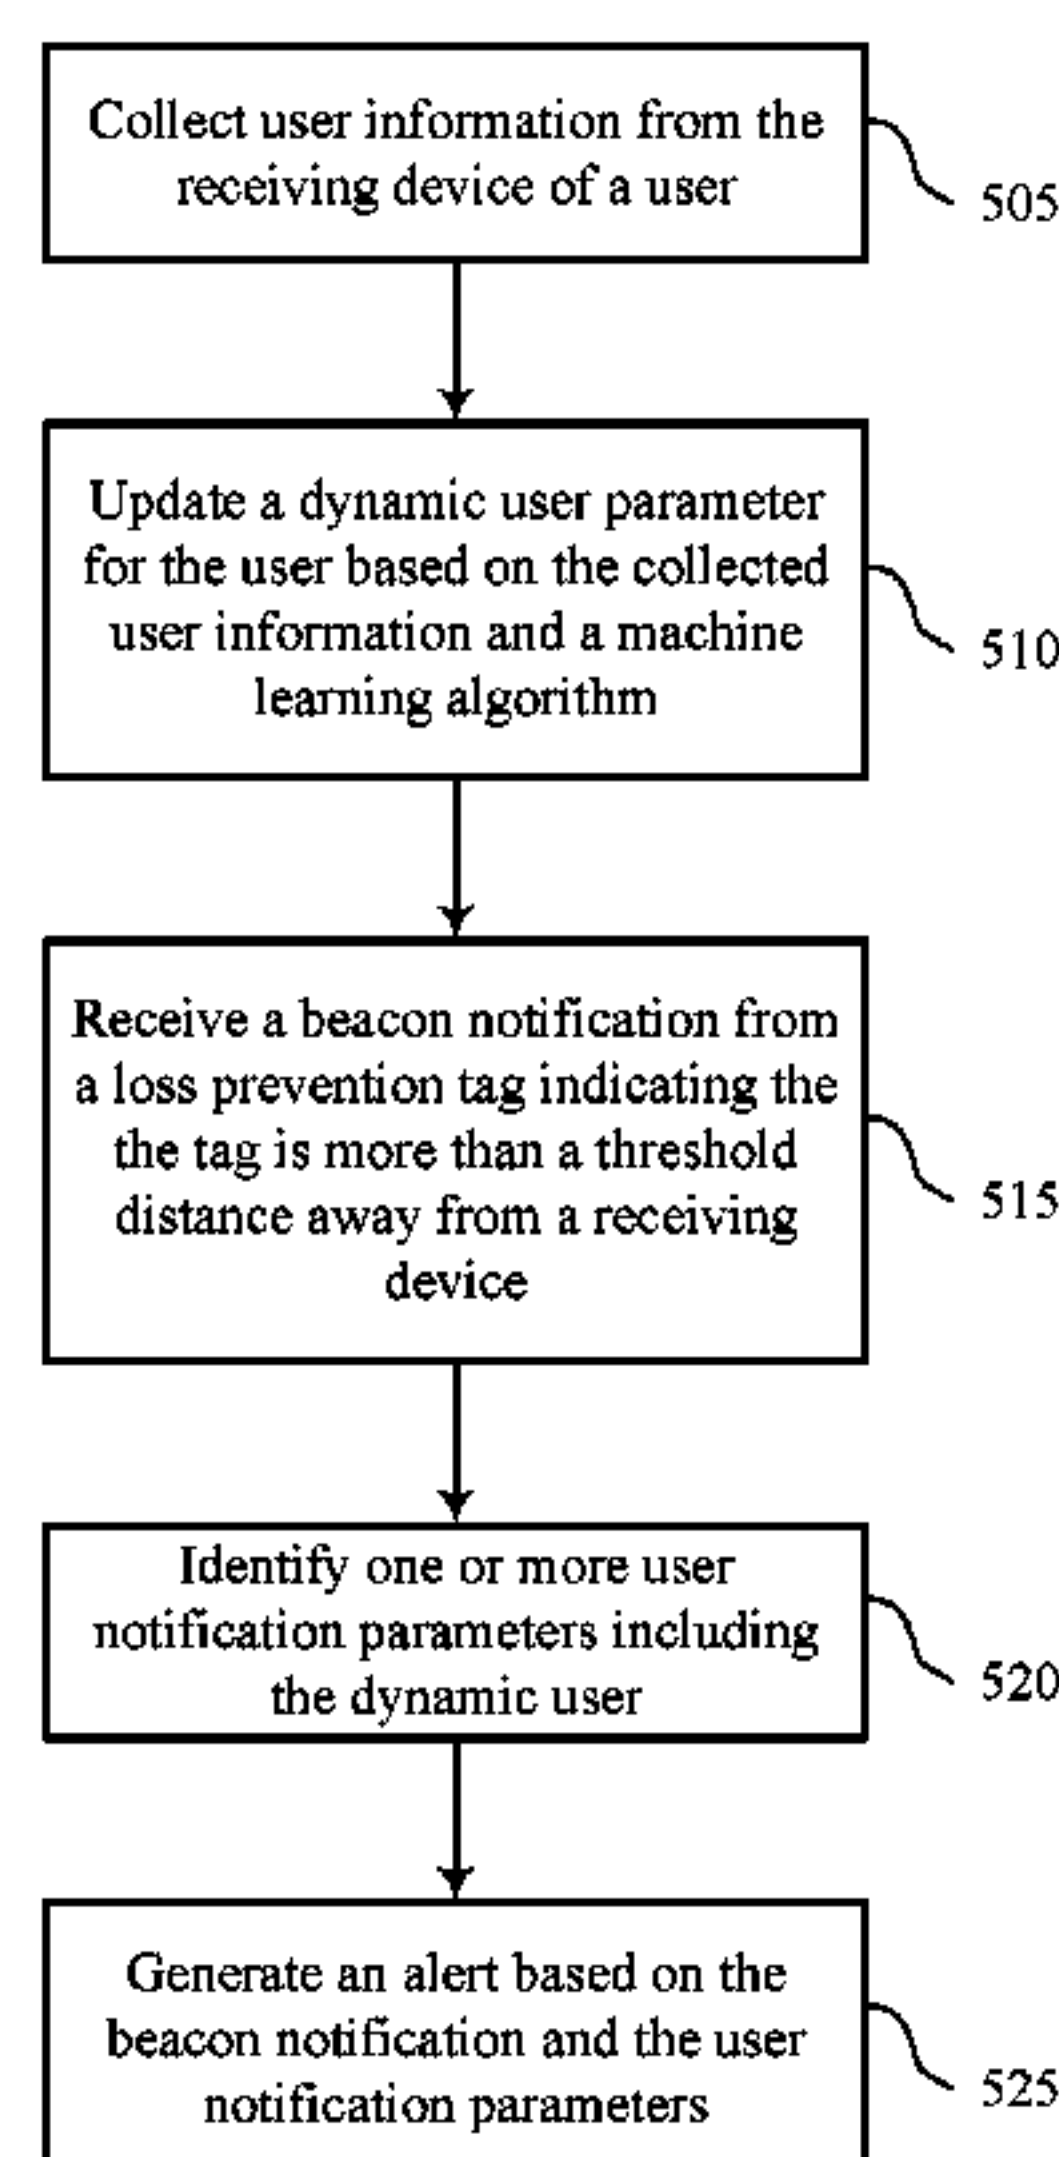 Collect user information from the
receiving device of a user
505
Update a dynamic user parameter
for the user based on the collected
user information and a machine
learning algorithm
510
Receive a beacon notification from
a loss prevention tag indicating the
the tag is more than a threshold
distance away from a receiving
device
515
Identify one or more user
notification parameters including
the dynamic user
520
Generate an alert based on the
beacon notification and the user
notification parameters
525